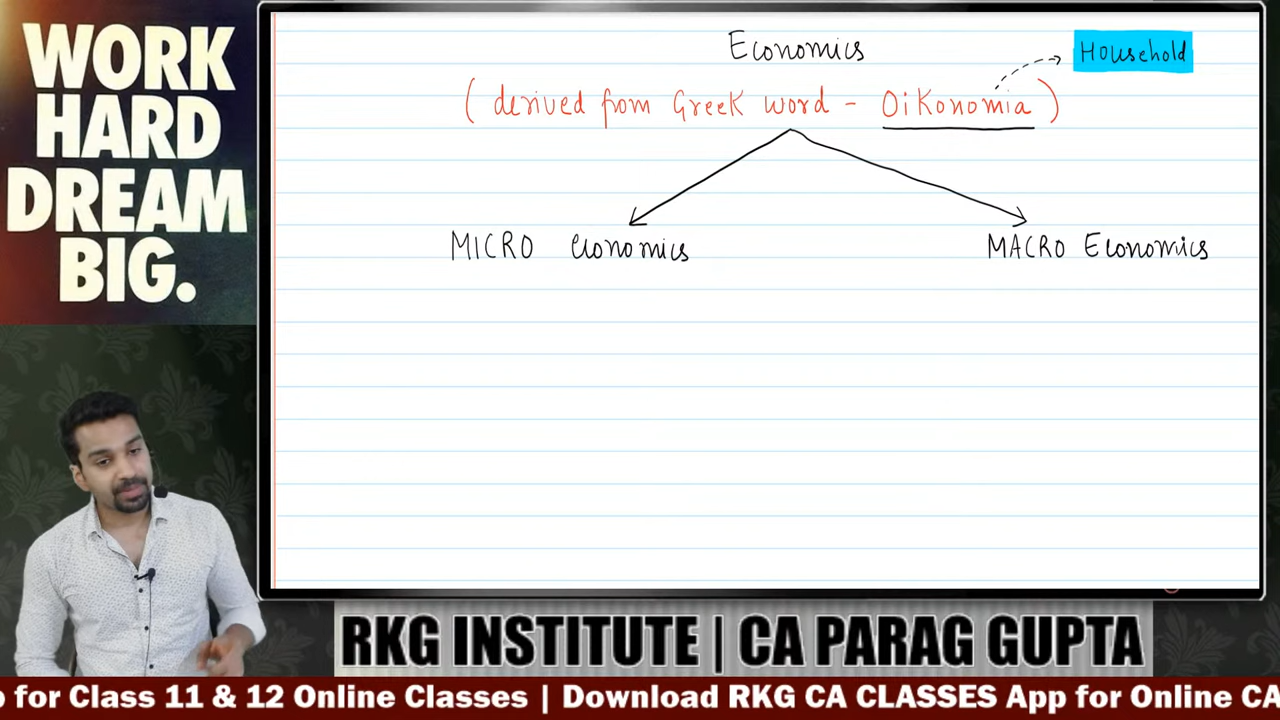 WORK
HARD
DREAM
BIG.
Economics
Household
( derived from Greek word - Oikonomia )
MICRO Economics
MACRO Economics
RKG INSTITUTE | CA PARAG GUPTA
p for Class 11 & 12 Online Classes | Download RKG CA CLASSES App for Online CA